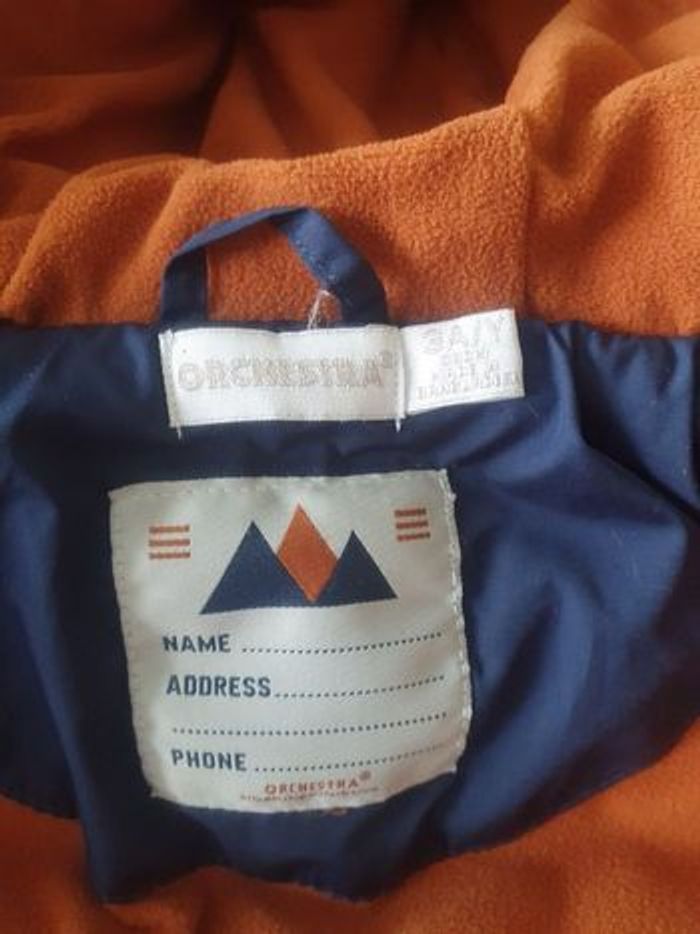 ORCHESTRA®
3A/Y
NAME
ADDRESS
PHONE
ORCHESTRA®